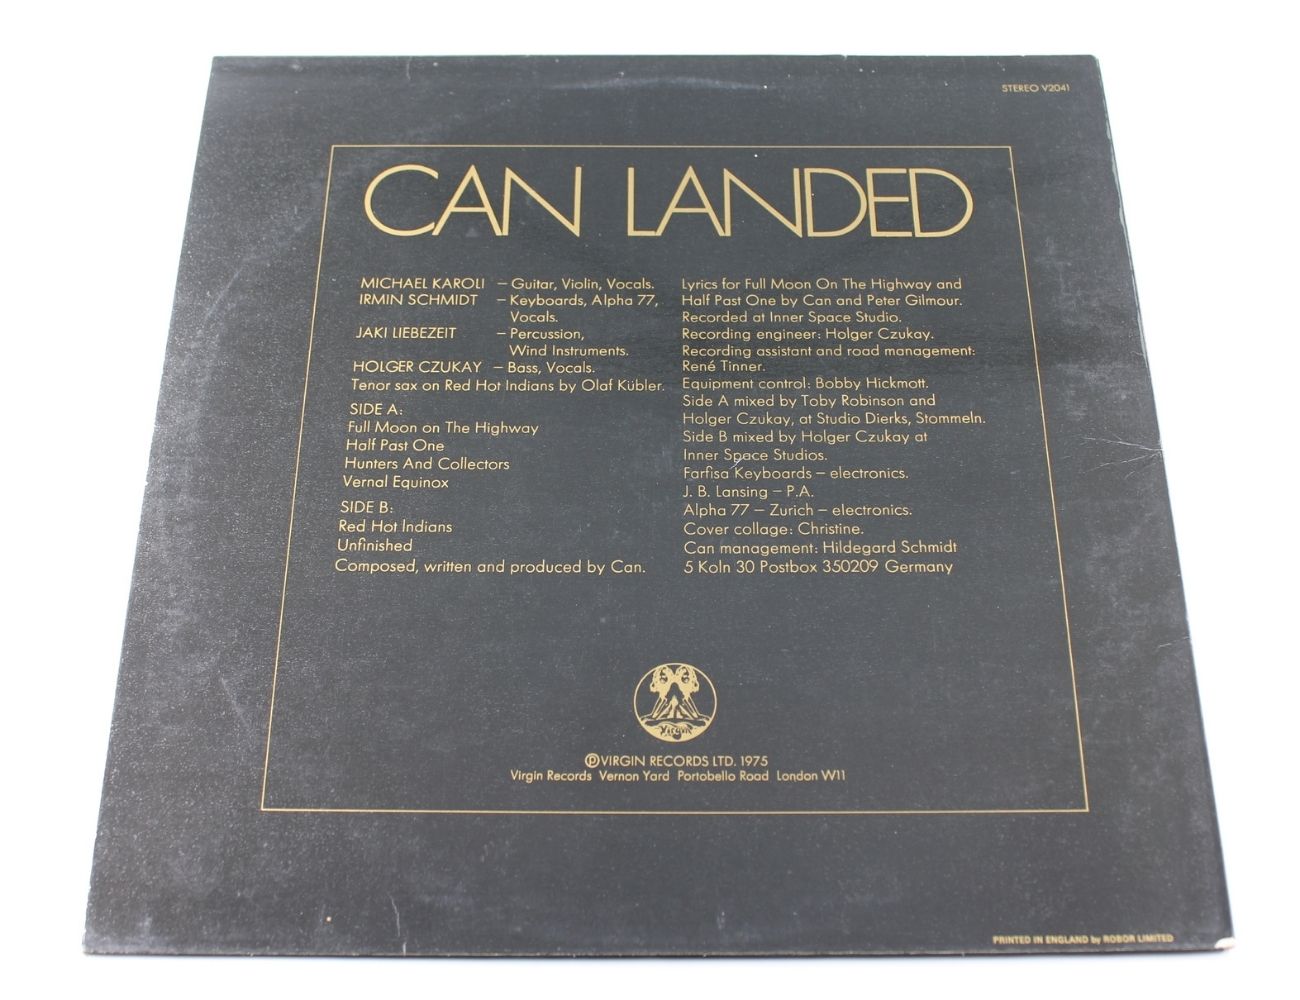 STEREO V2041
CAN LANDED
MICHAEL KAROLI – Guitar, Violin, Vocals.
IRMIN SCHMIDT – Keyboards, Alpha 77,
Vocals.
JAKI LIEBEZEIT – Percussion,
Wind Instruments.
HOLGER CZUKAY – Bass, Vocals.
Tenor sax on Red Hot Indians by Olaf Kübler.
SIDE A:
Full Moon on The Highway
Half Past One
Hunters And Collectors
Vernal Equinox
SIDE B:
Red Hot Indians
Unfinished
Composed, written and produced by Can.
Lyrics for Full Moon On The Highway and
Half Past One by Can and Peter Gilmour.
Recorded at Inner Space Studio.
Recording engineer: Holger Czukay.
Recording assistant and road management:
René Tinner.
Equipment control: Bobby Hickmott.
Side A mixed by Toby Robinson and
Holger Czukay, at Studio Dierks, Stommeln.
Side B mixed by Holger Czukay at
Inner Space Studios.
Farfisa Keyboards – electronics.
J. B. Lansing – P.A.
Alpha 77 – Zurich – electronics.
Cover collage: Christine.
Can management: Hildegard Schmidt
5 Koln 30 Postbox 350209 Germany
Virgin
℗VIRGIN RECORDS LTD. 1975
Virgin Records Vernon Yard Portobello Road London W11
PRINTED IN ENGLAND by ROBOR LIMITED